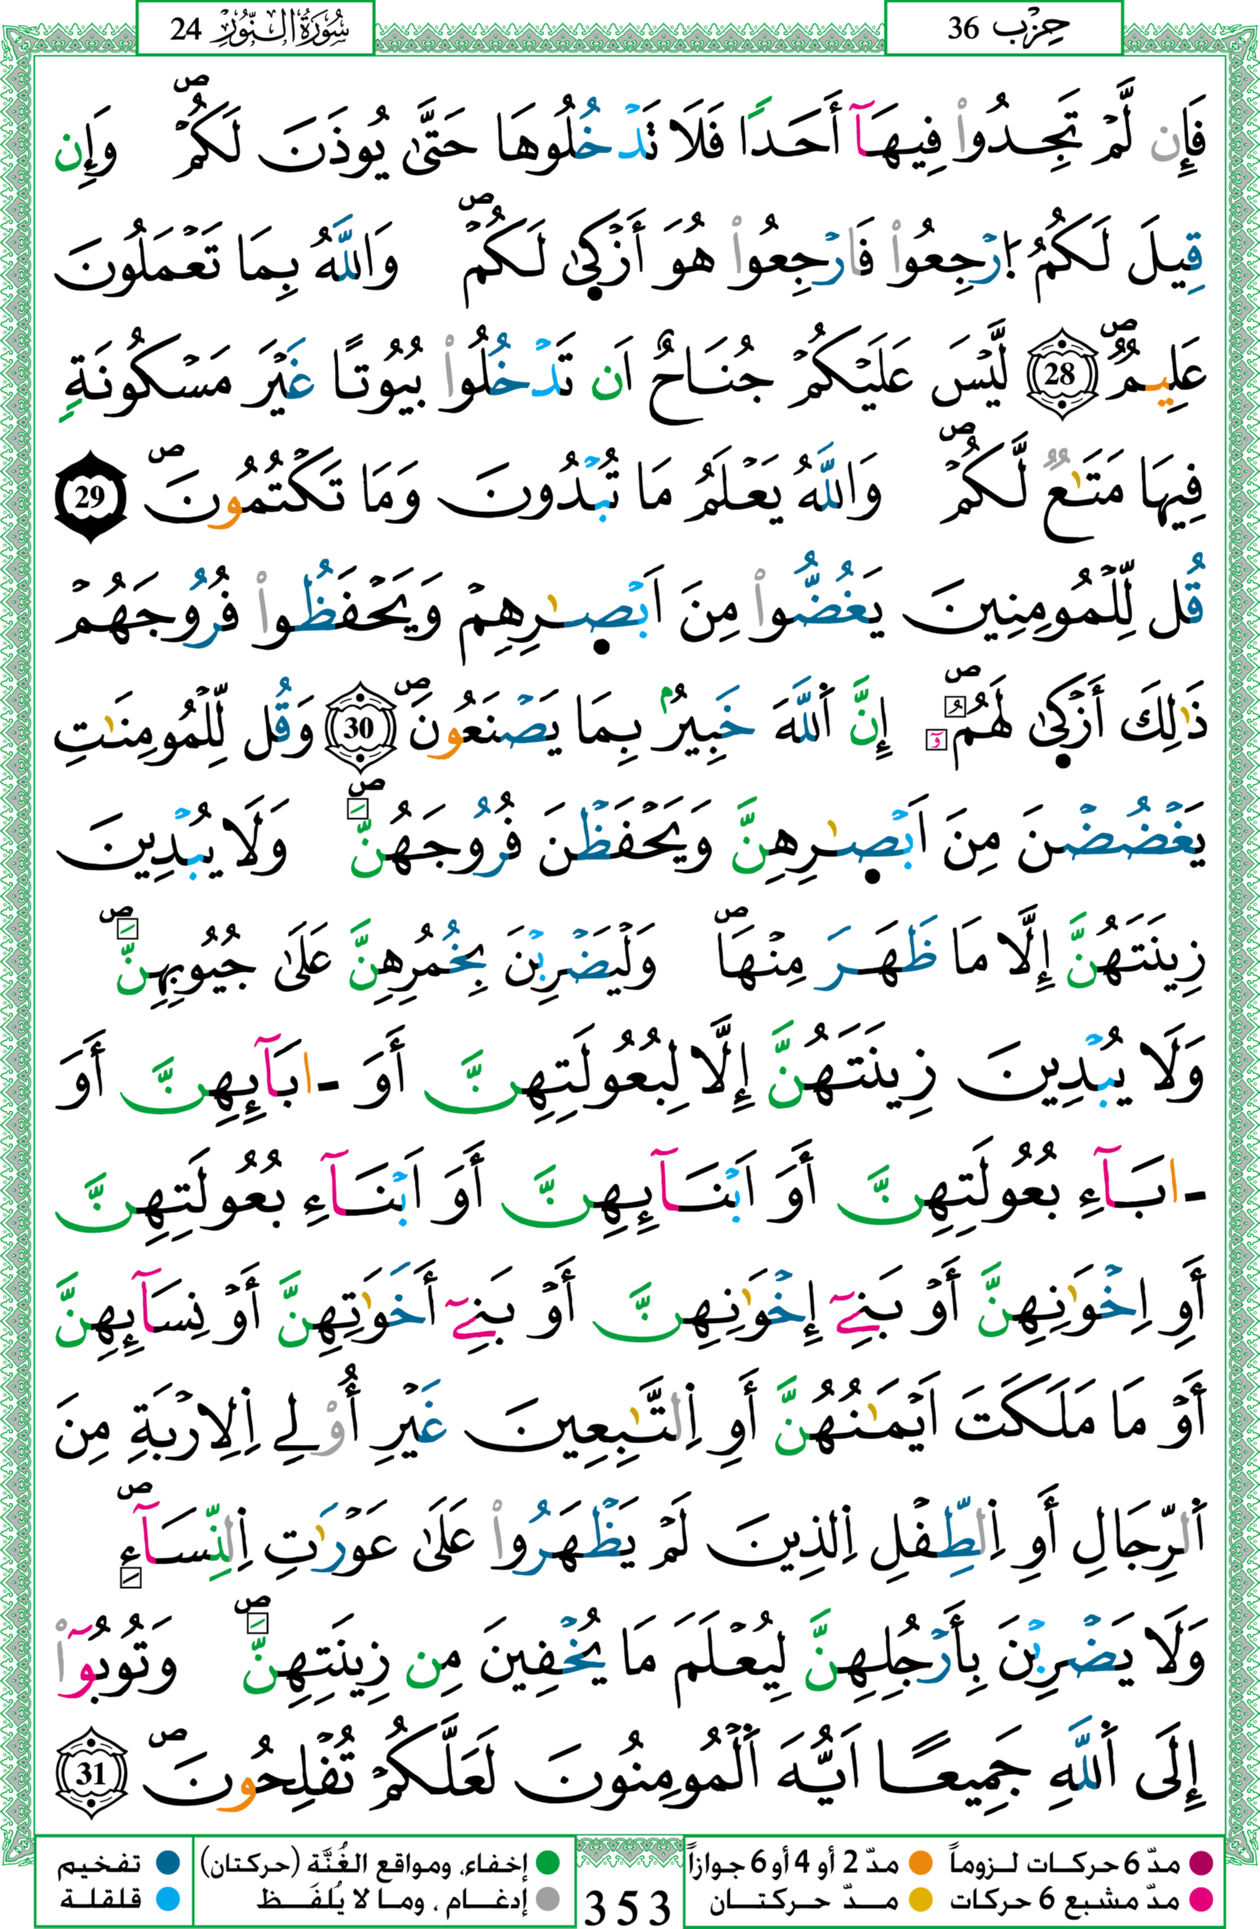 سُورَةُ النُّورِ 24
حِزْب 36
فَإِن لَّمْ تَجِدُواْ فِيهَآ أَحَدًا فَلَا تَدْخُلُوهَا حَتَّىٰ يُوذَنَ لَكُمْۖ وَإِن
قِيلَ لَكُمُ اُ۪رْجِعُواْ فَارْجِعُواْ هُوَ أَزْك۪ىٰ لَكُمْۖ وَاللَّهُ بِمَا تَعْمَلُونَ
عَلِيمٌۖ 28 لَّيْسَ عَلَيْكُمْ جُنَاحٌ اَن تَدْخُلُواْ بُيُوتًا غَيْرَ مَسْكُونَةٍ
فِيهَا مَتَٰعٌ لَّكُمْۖ وَاللَّهُ يَعْلَمُ مَا تُبْدُونَ وَمَا تَكْتُمُونَۖ 29
قُل لِّلْمُومِنِينَ يَغُضُّواْ مِنَ اَبْصٰ۪رِهِمْ وَيَحْفَظُواْ فُرُوجَهُمْ
ذَٰلِكَ أَزْك۪ىٰ لَهُمُۥٓۖ إِنَّ اَللَّهَ خَبِيرُۢ بِمَا يَصْنَعُونَۖ 30 وَقُل لِّلْمُومِنَٰتِ
يَغْضُضْنَ مِنَ اَبْصٰ۪رِهِنَّ وَيَحْفَظْنَ فُرُوجَهُنَّۖ وَلَا يُبْدِينَ
زِينَتَهُنَّ إِلَّا مَا ظَهَرَ مِنْهَاۖ وَلْيَضْرِبْنَ بِخُمُرِهِنَّ عَلَىٰ جُيُوبِهِنَّۖ
وَلَا يُبْدِينَ زِينَتَهُنَّ إِلَّا لِبُعُولَتِهِنَّ أَوَ ـابَآئِهِنَّ أَوَ
ـابَآءِ بُعُولَتِهِنَّ أَوَ اَبْنَآئِهِنَّ أَوَ اَبْنَآءِ بُعُولَتِهِنَّ
أَوِ اِخْوَٰنِهِنَّ أَوْ بَنِےٓ إِخْوَٰنِهِنَّ أَوْ بَنِےٓ أَخَوَٰتِهِنَّ أَوْ نِسَآئِهِنَّ
أَوْ مَا مَلَكَتَ اَيْمَٰنُهُنَّ أَوِ اِلتَّٰبِعِينَ غَيْرِ أُوْلِے اِلِارْبَةِ مِنَ
اَلرِّجَالِ أَوِ اِلطِّفْلِ اِلذِينَ لَمْ يَظْهَرُواْ عَلَىٰ عَوْرَٰتِ اِلنِّسَآءِۖ
وَلَا يَضْرِبْنَ بِأَرْجُلِهِنَّ لِيُعْلَمَ مَا يُخْفِينَ مِن زِينَتِهِنَّۖ وَتُوبُوٓاْ
إِلَى اَللَّهِ جَمِيعًا اَيُّهَ اَلْمُومِنُونَ لَعَلَّكُمْ تُفْلِحُونَۖ 31
مدّ 6 حركات لـزوماً مدّ 2 أو 4 أو 6 جوازاً
مدّ مشبع 6 حركات مـدّ حـركتـان
353
إخفاء، ومواقع الغُنَّة (حركتان) تفخيم
إدغـام ، ومـا لا يُلفَـظ قلقلة